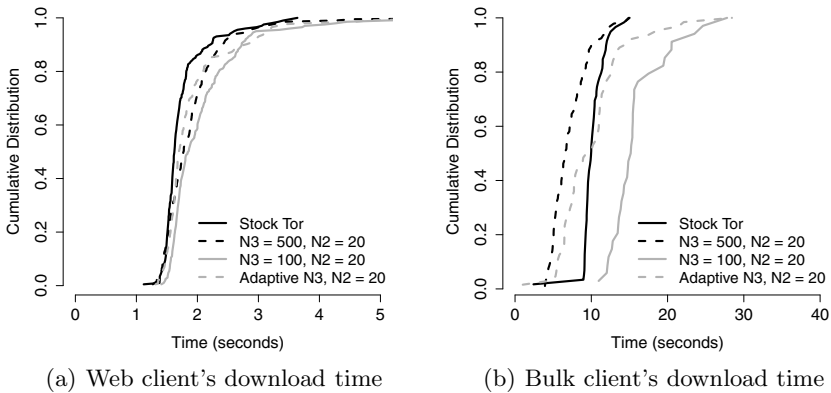 Cumulative Distribution
1.0
0.8
0.6
0.4
0.2
0.0
Stock Tor
N3 = 500, N2 = 20
N3 = 100, N2 = 20
Adaptive N3, N2 = 20
0 1 2 3 4 5
Time (seconds)
(a) Web client's download time
Cumulative Distribution
1.0
0.8
0.6
0.4
0.2
0.0
Stock Tor
N3 = 500, N2 = 20
N3 = 100, N2 = 20
Adaptive N3, N2 = 20
0 10 20 30 40
Time (seconds)
(b) Bulk client's download time